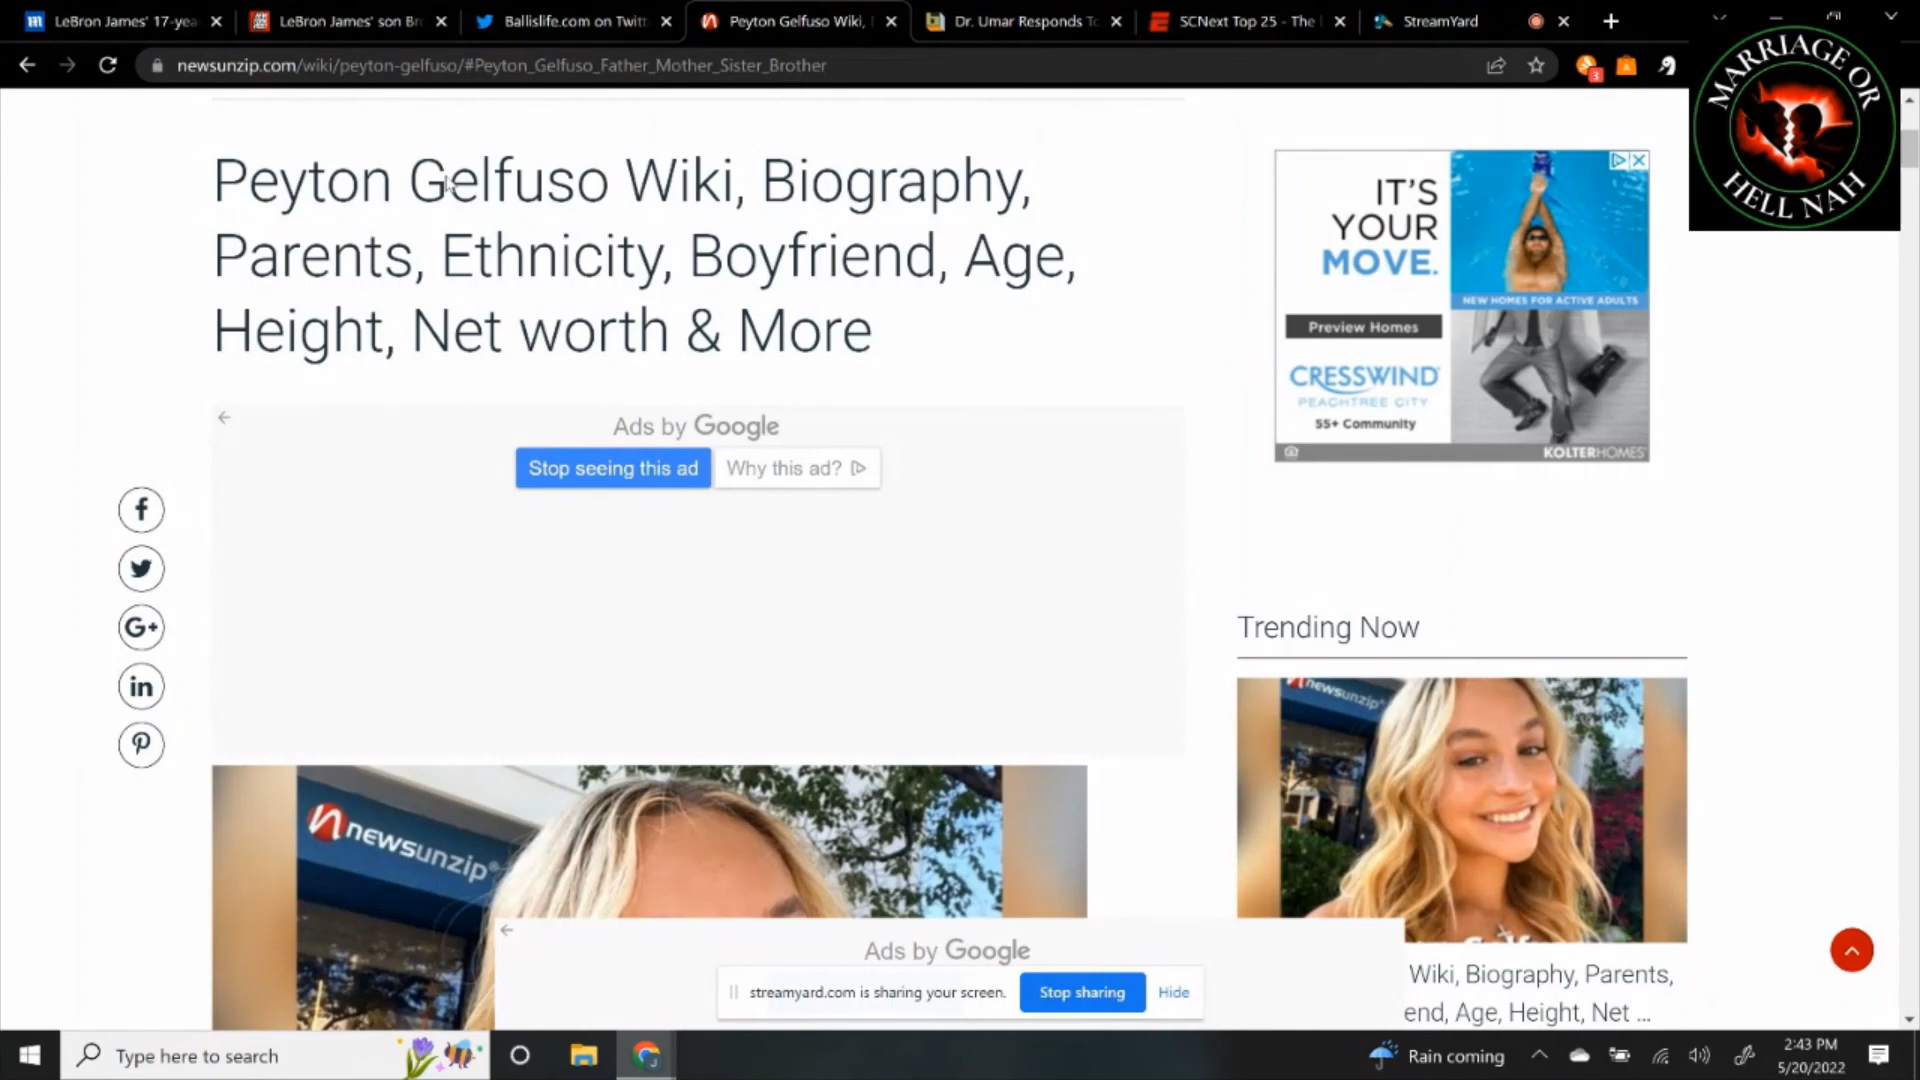 LeBron James' 17-yea
LeBron James' son Br
Ballislife.com on Twitt
Peyton Gelfuso Wiki,
Dr. Umar Responds To
SCNext Top 25 - The
StreamYard
newsunzip.com/wiki/peyton-gelfuso/#Peyton_Gelfuso_Father_Mother_Sister_Brother
3
MARRIAGE OR
HELL NAH
Peyton Gelfuso Wiki, Biography,
Parents, Ethnicity, Boyfriend, Age,
Height, Net worth & More
IT'S
YOUR
MOVE.
NEW HOMES FOR ACTIVE ADULTS
Preview Homes
CRESSWIND
PEACHTREE CITY
55+ Community
KOLTERHOMES
Ads by Google
Stop seeing this ad
Why this ad?
f
G+
in
Trending Now
newsunzip
newsunzip
Wiki, Biography, Parents,
end, Age, Height, Net ...
Ads by Google
streamyard.com is sharing your screen.
Stop sharing
Hide
Type here to search
Rain coming
2:43 PM
5/20/2022